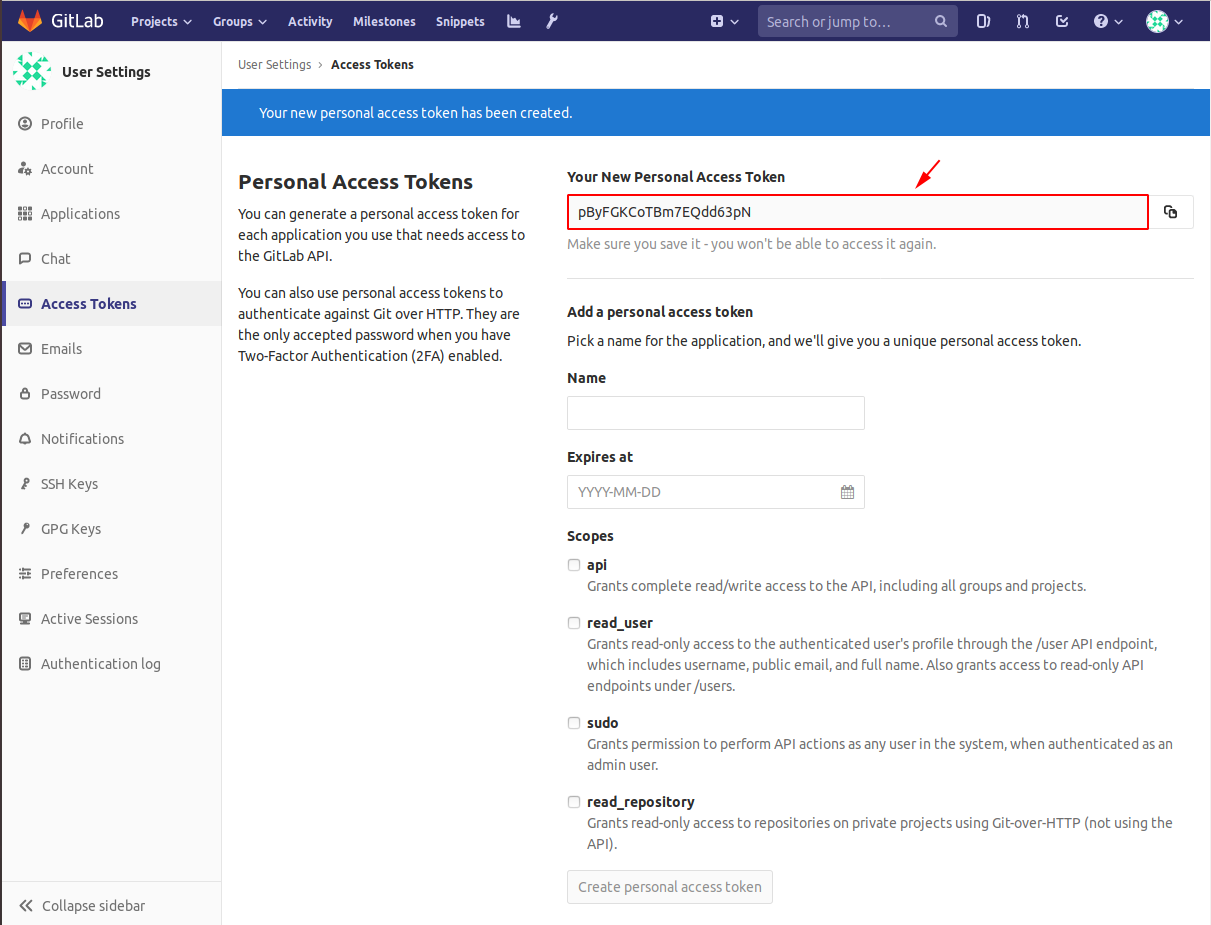 GitLab Projects Groups Activity Milestones Snippets Search or jump to...
User Settings
Profile
Account
Applications
Chat
Access Tokens
Emails
Password
Notifications
SSH Keys
GPG Keys
Preferences
Active Sessions
Authentication log
Collapse sidebar
User Settings › Access Tokens
Your new personal access token has been created.
Personal Access Tokens
You can generate a personal access token for
each application you use that needs access to
the GitLab API.
You can also use personal access tokens to
authenticate against Git over HTTP. They are
the only accepted password when you have
Two-Factor Authentication (2FA) enabled.
Your New Personal Access Token
pByFGKCoTBm7EQdd63pN
Make sure you save it - you won't be able to access it again.
Add a personal access token
Pick a name for the application, and we'll give you a unique personal access token.
Name
Expires at
YYYY-MM-DD
Scopes
api
Grants complete read/write access to the API, including all groups and projects.
read_user
Grants read-only access to the authenticated user's profile through the /user API endpoint,
which includes username, public email, and full name. Also grants access to read-only API
endpoints under /users.
sudo
Grants permission to perform API actions as any user in the system, when authenticated as an
admin user.
read_repository
Grants read-only access to repositories on private projects using Git-over-HTTP (not using the
API).
Create personal access token